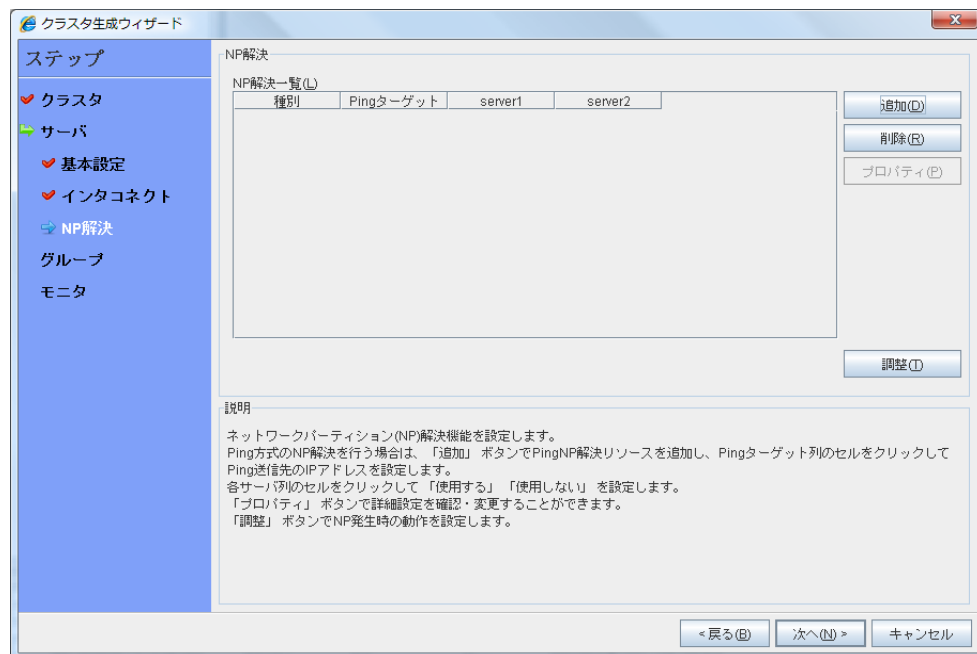 クラスタ生成ウィザード
ステップ
クラスタ
サーバ
基本設定
インタコネクト
NP解決
グループ
モニタ
NP解決
NP解決一覧(L)
種別 Pingターゲット server1 server2
追加(D)
削除(R)
プロパティ(P)
調整(T)
説明
ネットワークパーティション(NP)解決機能を設定します。
Ping方式のNP解決を行う場合は、「追加」 ボタンでPingNP解決リソースを追加し、Pingターゲット列のセルをクリックして
Ping送信先のIPアドレスを設定します。
各サーバ列のセルをクリックして 「使用する」 「使用しない」 を設定します。
「プロパティ」 ボタンで詳細設定を確認・変更することができます。
「調整」 ボタンでNP発生時の動作を設定します。
<戻る(B) 次へ(N)> キャンセル